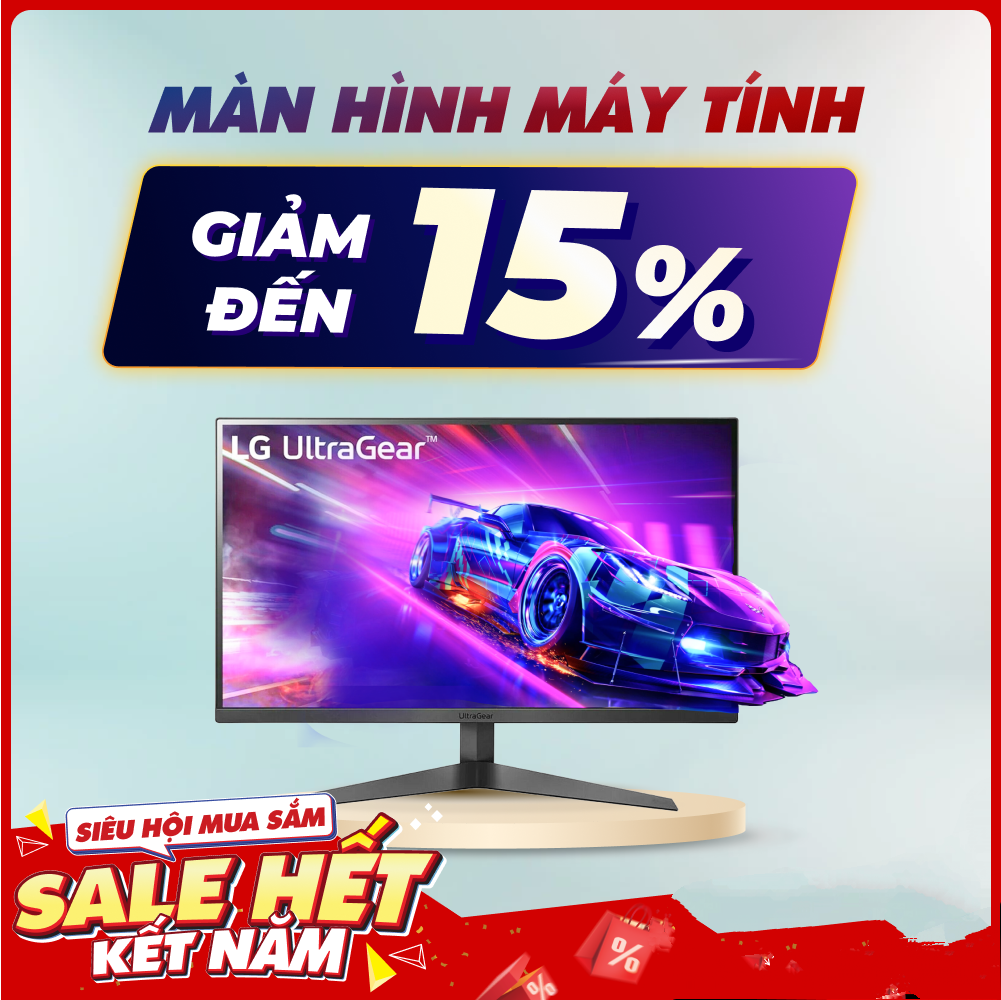 MÀN HÌNH MÁY TÍNH
GIẢM
ĐẾN
15%
LG UltraGear™
UltraGear
SIÊU HỘI MUA SẮM
SALE HẾT
KẾT NĂM
%
%